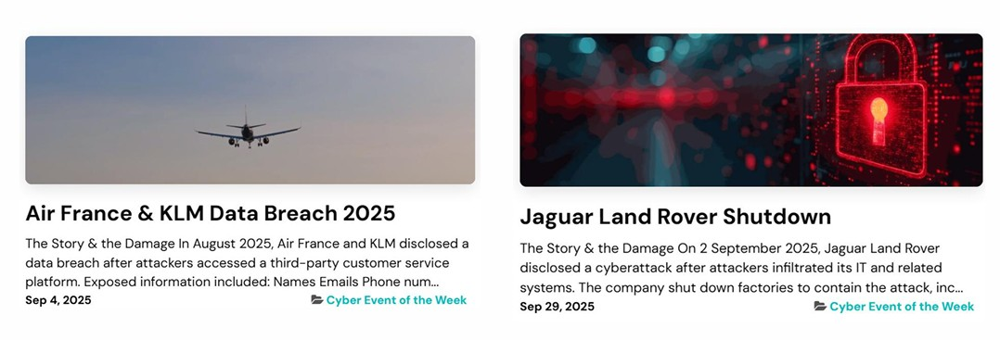 Air France & KLM Data Breach 2025
The Story & the Damage In August 2025, Air France and KLM disclosed a
data breach after attackers accessed a third-party customer service
platform. Exposed information included: Names Emails Phone num...
Sep 4, 2025
Cyber Event of the Week
Jaguar Land Rover Shutdown
The Story & the Damage On 2 September 2025, Jaguar Land Rover
disclosed a cyberattack after attackers infiltrated its IT and related
systems. The company shut down factories to contain the attack, inc...
Sep 29, 2025
Cyber Event of the Week